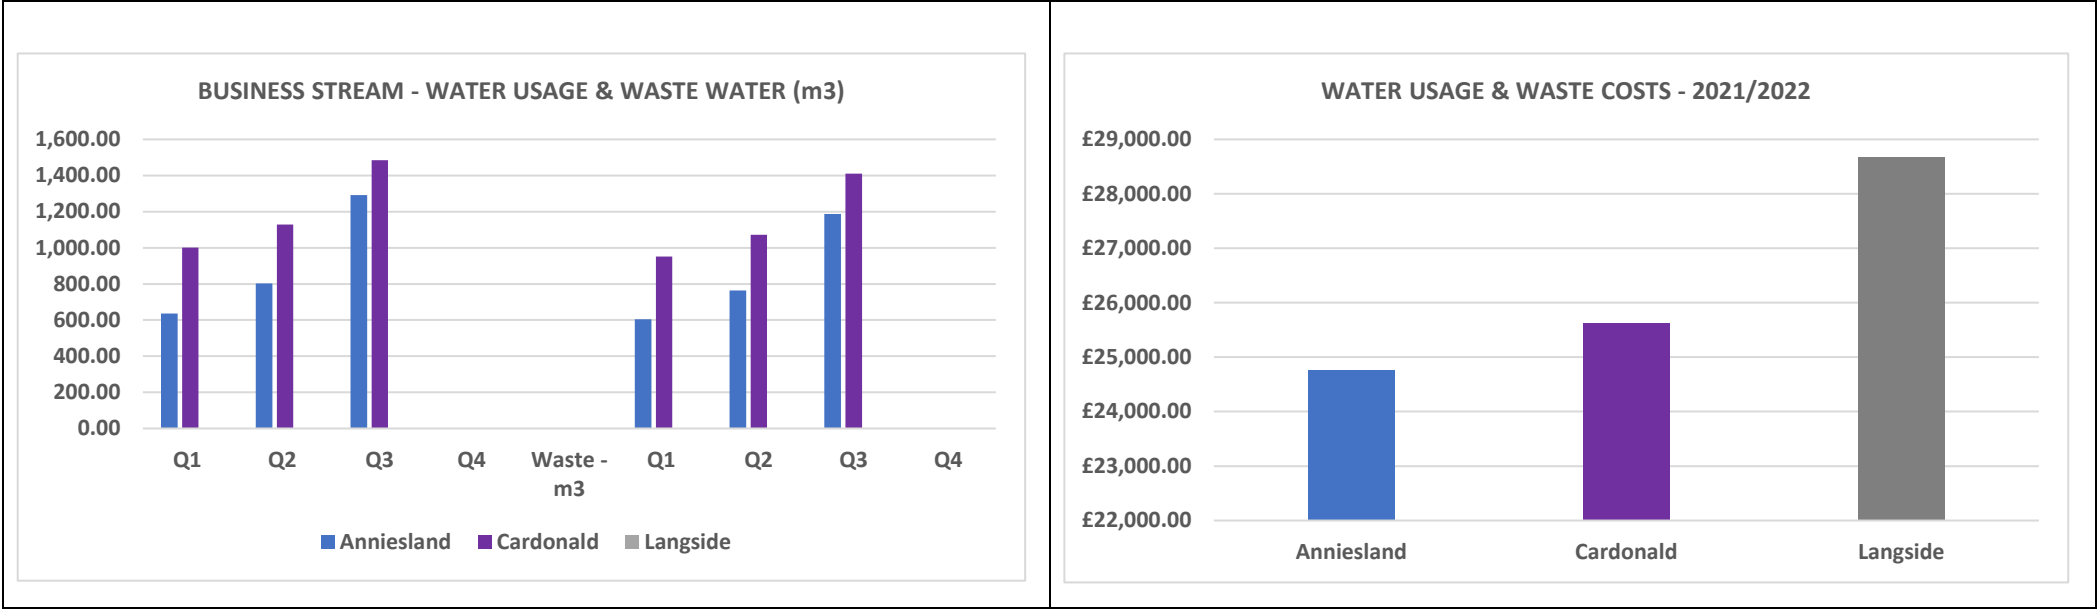 BUSINESS STREAM - WATER USAGE & WASTE WATER (m3)
1,600.00
1,400.00
1,200.00
1,000.00
800.00
600.00
400.00
200.00
0.00
Q1 Q2 Q3 Q4 Waste - Q1 Q2 Q3 Q4
m3
Anniesland Cardonald Langside
WATER USAGE & WASTE COSTS - 2021/2022
£29,000.00
£28,000.00
£27,000.00
£26,000.00
£25,000.00
£24,000.00
£23,000.00
£22,000.00
Anniesland Cardonald Langside